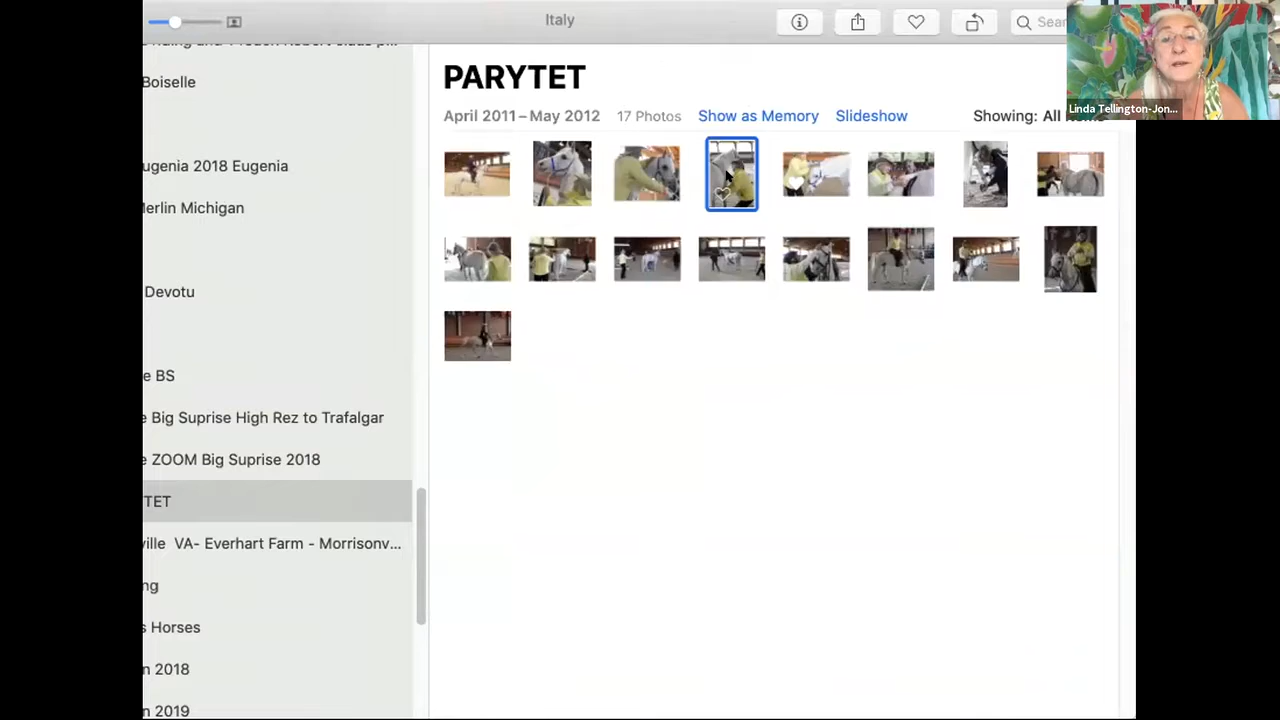 Italy
Sear
Linda Tellington-Jon...
Boiselle
ugenia 2018 Eugenia
Merlin Michigan
Devotu
e BS
e Big Suprise High Rez to Trafalgar
e ZOOM Big Suprise 2018
TET
ville VA- Everhart Farm - Morrisonv...
ng
s Horses
n 2018
n 2019
PARYTET
April 2011–May 2012 17 Photos Show as Memory Slideshow Showing: All